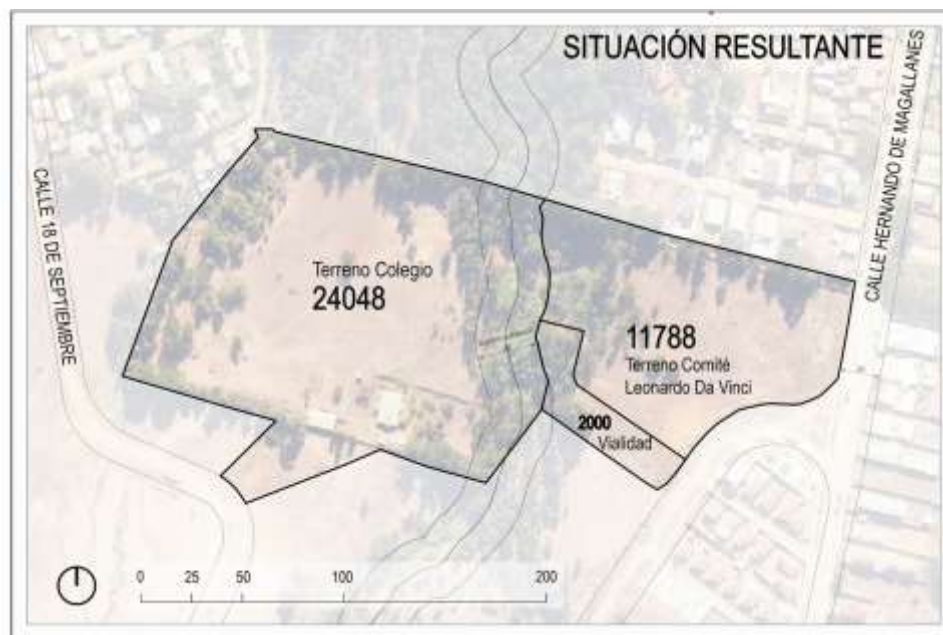 SITUACIÓN RESULTANTE
CALLE HERNANDO DE MAGALLANES
CALLE 18 DE SEPTIEMBRE
Terreno Colegio
24048
11788
Terreno Comité
Leonardo Da Vinci
2000
Vialidad
0 25 50 100 200